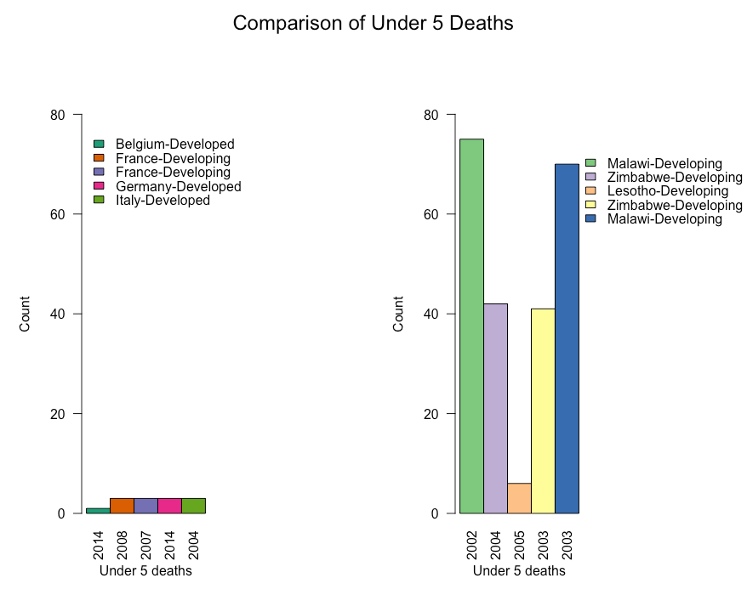 Comparison of Under 5 Deaths
80
60
40
20
0
Count
Belgium-Developed
France-Developing
France-Developing
Germany-Developed
Italy-Developed
2014
2008
2007
2014
2004
Under 5 deaths
80
60
40
20
0
Count
Malawi-Developing
Zimbabwe-Developing
Lesotho-Developing
Zimbabwe-Developing
Malawi-Developing
2002
2004
2005
2003
2003
Under 5 deaths